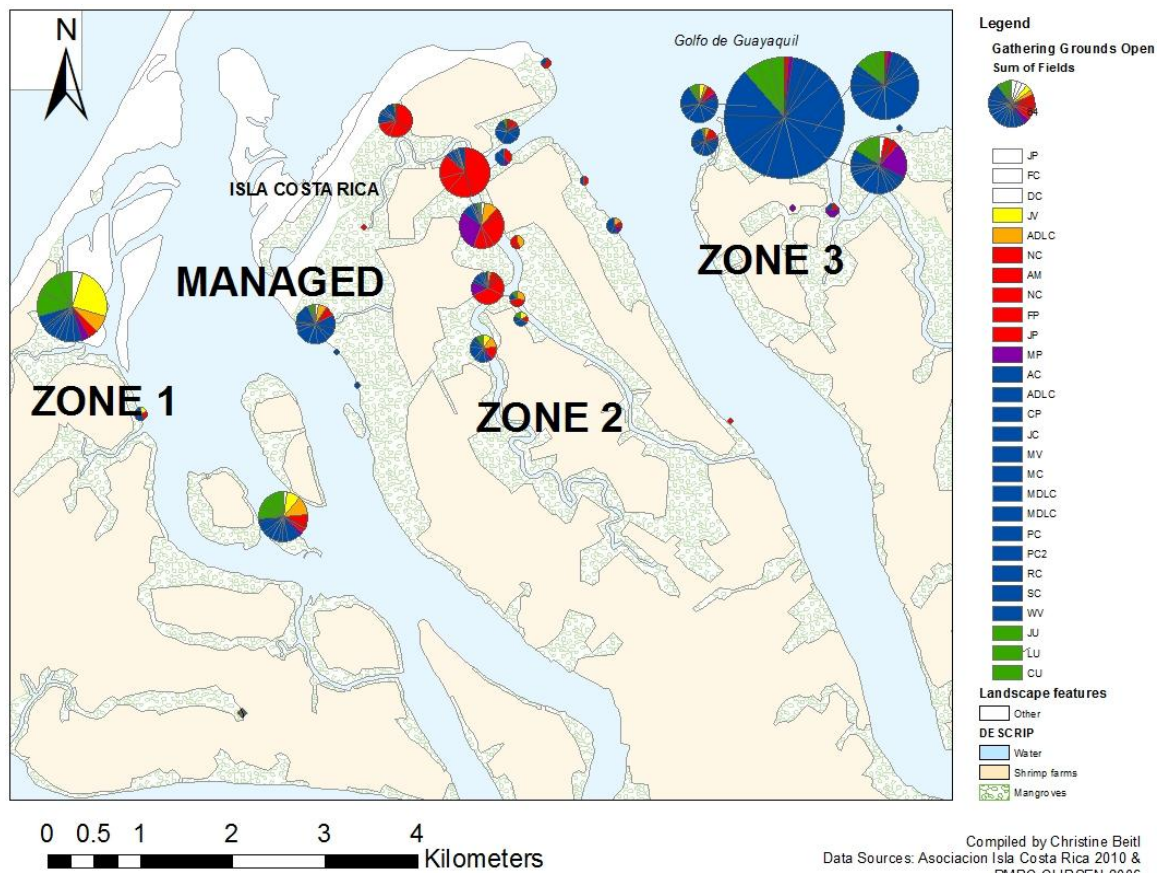 N
Golfo de Guayaquil
ISLA COSTA RICA
MANAGED
ZONE 3
ZONE 1
ZONE 2
0 0.5 1 2 3 4
Kilometers
Legend
Gathering Grounds Open
Sum of Fields
JP
FC
DC
JV
ADLC
NC
AM
NC
FP
JP
MP
AC
ADLC
CP
JC
MV
MC
MDLC
MDLC
PC
PC2
RC
SC
WV
JU
LU
CU
Landscape features
Other
DESCRIP
Water
Shrimp farms
Mangroves
Compiled by Christine Beitl
Data Sources: Asociacion Isla Costa Rica 2010 &